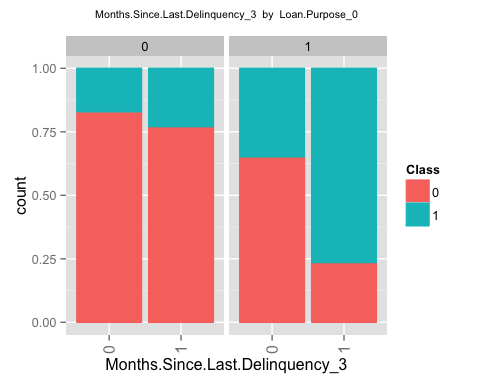 Months.Since.Last.Delinquency_3 by Loan.Purpose_0
0 1
1.00
0.75
0.50
0.25
0.00
count
0 1 0 1
Months.Since.Last.Delinquency_3
Class
0
1